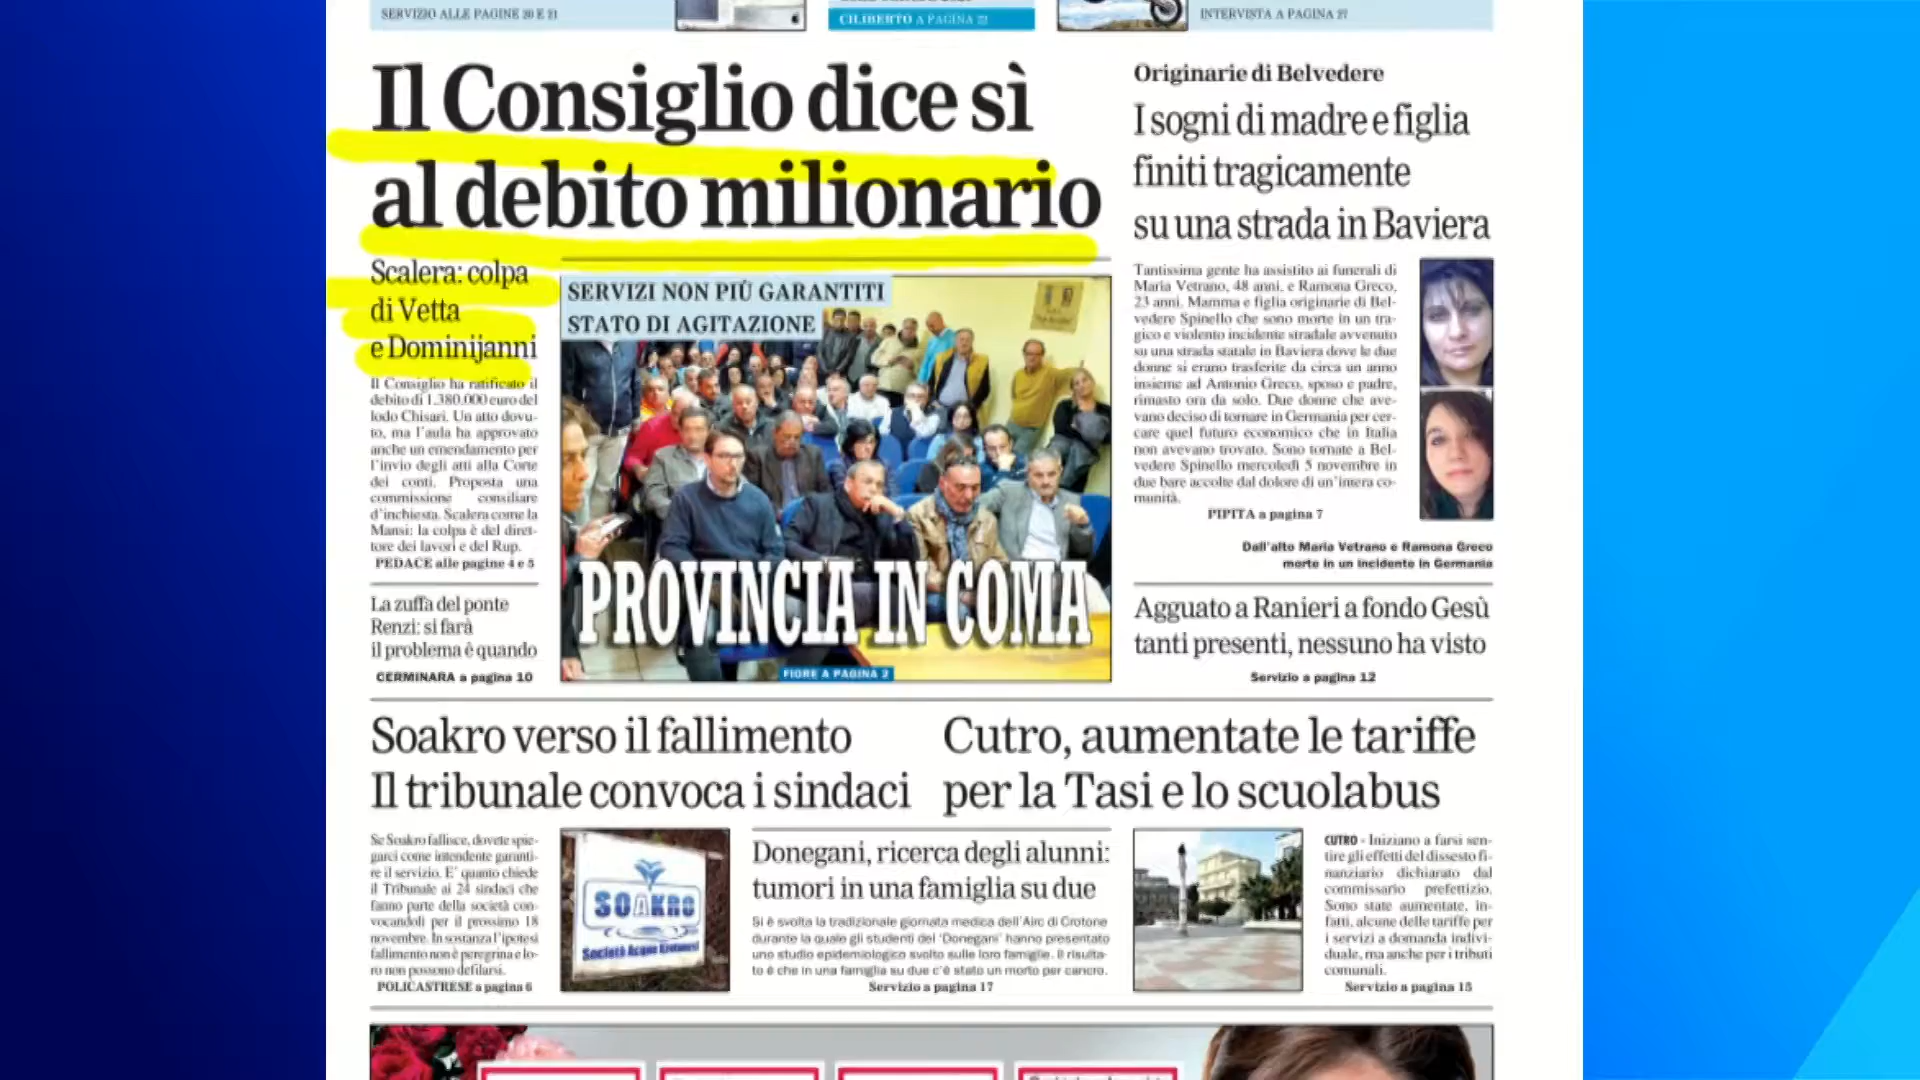 SERVIZIO ALLE PAGINE 20 E 21
CILIBERTO A PAGINA 22
INTERVISTA A PAGINA 27
Il Consiglio dice sì
al debito milionario
Scalera: colpa
di Vetta
e Dominijanni
Il Consiglio ha ratificato il
debito di 1.380.000 euro del
lodo Chisari. Un atto dovu-
to, ma l'aula ha approvato
anche un emendamento per
l'invio degli atti alla Corte
dei conti. Proposta una
commissione consiliare
d'inchiesta. Scalera come la
Mansi: la colpa è del diret-
tore dei lavori e del Rup.
PEDACE alle pagine 4 e 5
La zuffa del ponte
Renzi: si farà
il problema è quando
CERMINARA a pagina 10
SERVIZI NON PIÙ GARANTITI
STATO DI AGITAZIONE
PROVINCIA IN COMA
FIORE A PAGINA 2
Originarie di Belvedere
I sogni di madre e figlia
finiti tragicamente
su una strada in Baviera
Tantissima gente ha assistito ai funerali di
Maria Vetrano, 48 anni, e Ramona Greco,
23 anni. Mamma e figlia originarie di Bel-
vedere Spinello che sono morte in un tra-
gico e violento incidente stradale avvenuto
su una strada statale in Baviera dove le due
donne si erano trasferite da circa un anno
insieme ad Antonio Greco, sposo e padre,
rimasto ora da solo. Due donne che ave-
vano deciso di tornare in Germania per cer-
care quel futuro economico che in Italia
non avevano trovato. Sono tornate a Bel-
vedere Spinello mercoledì 5 novembre in
due bare accolte dal dolore di un'intera co-
munità.
PIPITA a pagina 7
Dall'alto Maria Vetrano e Ramona Greco
morte in un incidente in Germania
Agguato a Ranieri a fondo Gesù
tanti presenti, nessuno ha visto
Servizio a pagina 12
Soakro verso il fallimento
Il tribunale convoca i sindaci
Se Soakro fallisce, dovete spie-
garci come intendete garanti-
re il servizio. E' quanto chiede
il Tribunale ai 24 sindaci che
fanno parte della società con-
vocandoli per il prossimo 18
novembre. In sostanza l'ipotesi
fallimento non è peregrina e lo-
ro non possono defilarsi.
POLICASTRESE a pagina 6
SOAKRO
Società Acque
Donegani, ricerca degli alunni:
tumori in una famiglia su due
Si è svolta la tradizionale giornata medica dell'Airc di Crotone
durante la quale gli studenti del 'Donegani' hanno presentato
uno studio epidemiologico svolto sulle loro famiglie. Il risulta-
to è che in una famiglia su due c'è stato un morto per cancro.
Servizio a pagina 17
Cutro, aumentate le tariffe
per la Tasi e lo scuolabus
CUTRO - Iniziano a farsi sen-
tire gli effetti del dissesto fi-
nanziario dichiarato dal
commissario prefettizio.
Sono state aumentate, in-
fatti, alcune delle tariffe per
i servizi a domanda indivi-
duale, ma anche per i tributi
comunali.
Servizio a pagina 15